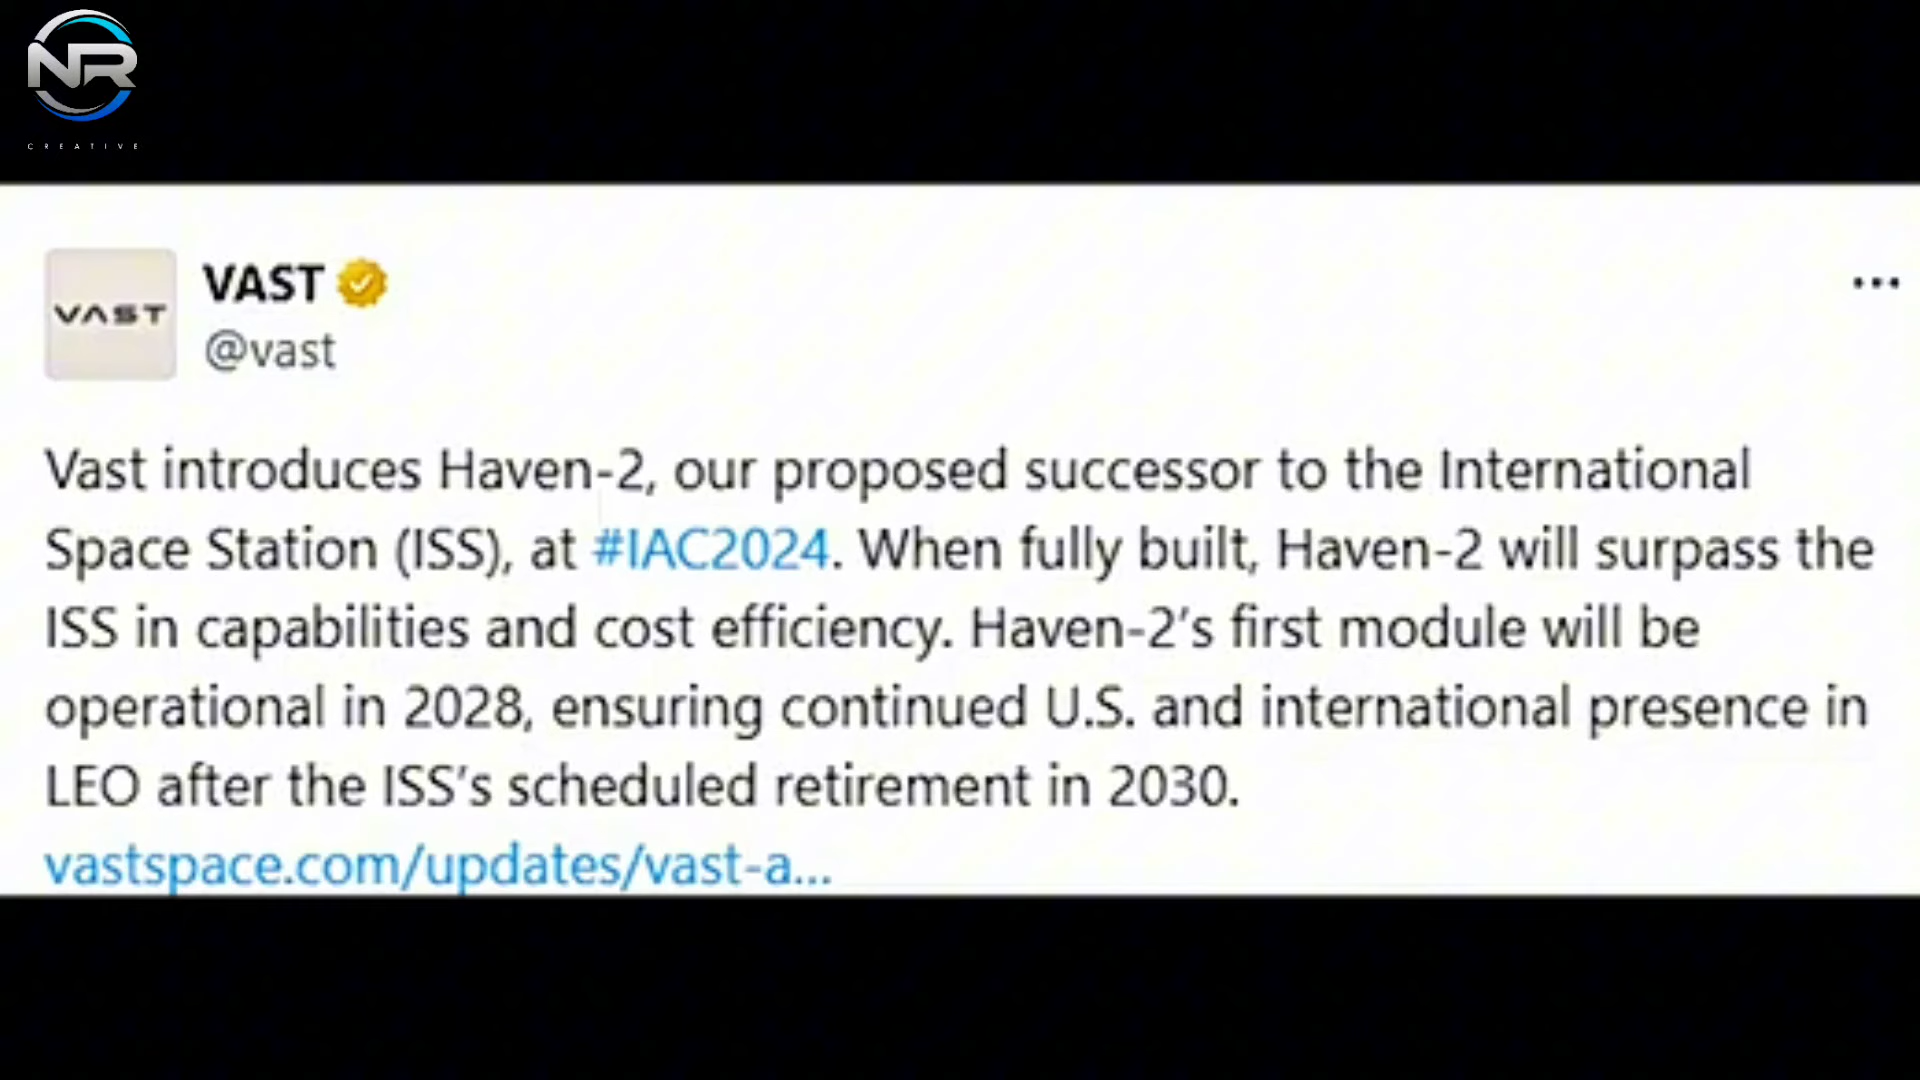 NR
CREATIVE
VAST
VAST
@vast
Vast introduces Haven-2, our proposed successor to the International
Space Station (ISS), at #IAC2024. When fully built, Haven-2 will surpass the
ISS in capabilities and cost efficiency. Haven-2’s first module will be
operational in 2028, ensuring continued U.S. and international presence in
LEO after the ISS’s scheduled retirement in 2030.
vastspace.com/updates/vast-a...